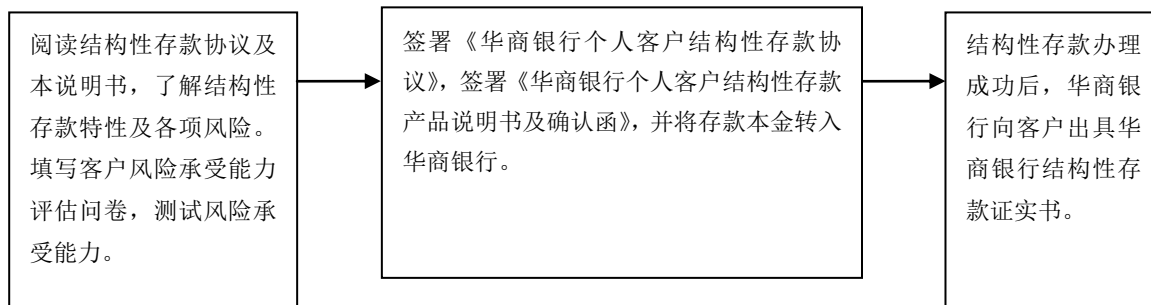 阅读结构性存款协议及
本说明书，了解结构性
存款特性及各项风险。
填写客户风险承受能力
评估问卷，测试风险承
受能力。
签署《华商银行个人客户结构性存款协
议》，签署《华商银行个人客户结构性存款
产品说明书及确认函》，并将存款本金转入
华商银行。
结构性存款办理
成功后，华商银
行向客户出具华
商银行结构性存
款证实书。